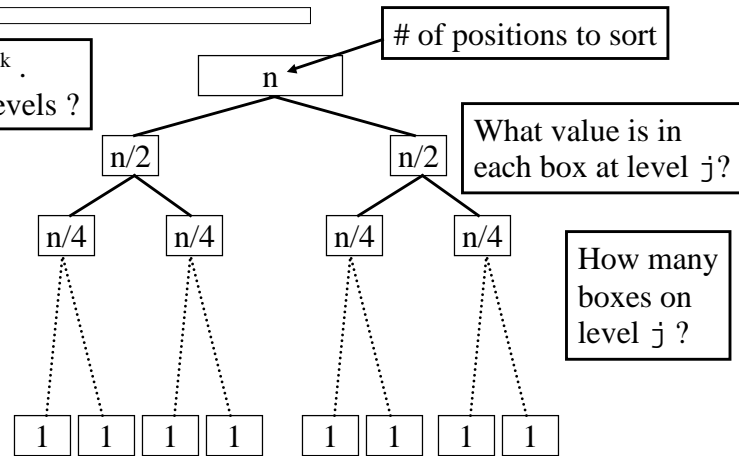 # of positions to sort
k .
evels ?
n
What value is in
each box at level j?
n/2 n/2
n/4 n/4 n/4 n/4
How many
boxes on
level j ?
1 1 1 1 1 1 1 1